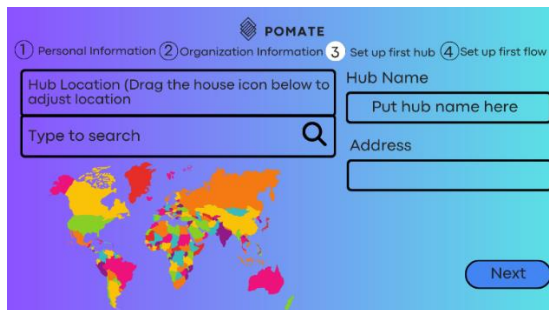 POMATE
1 Personal Information 2 Organization Information 3 Set up first hub 4 Set up first flow
Hub Location (Drag the house icon below to
adjust location
Type to search
Hub Name
Put hub name here
Address
Next